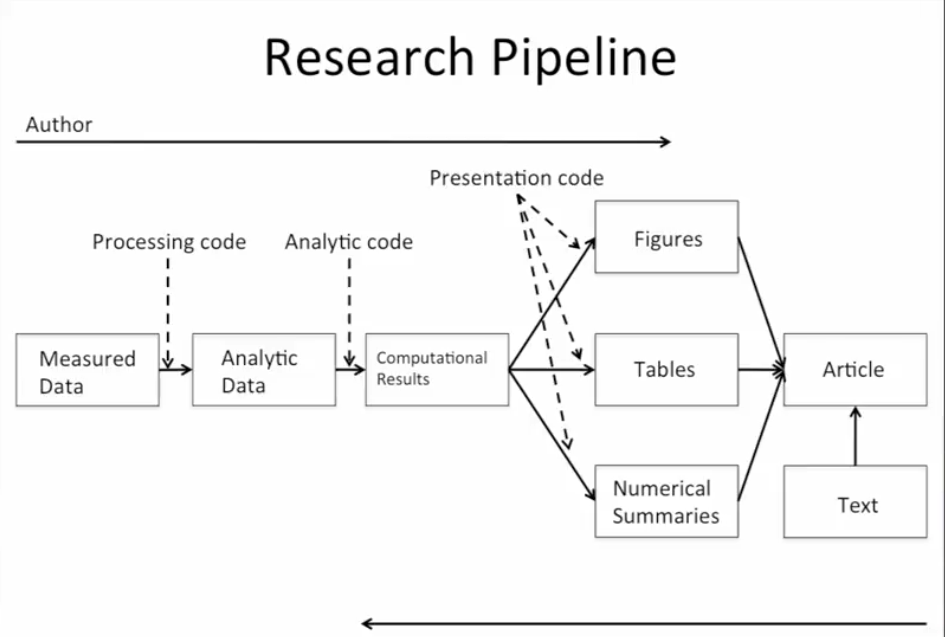 Research Pipeline
Author
Presentation code
Processing code
Analytic code
Figures
Measured
Data
Analytic
Data
Computational
Results
Tables
Article
Numerical
Summaries
Text